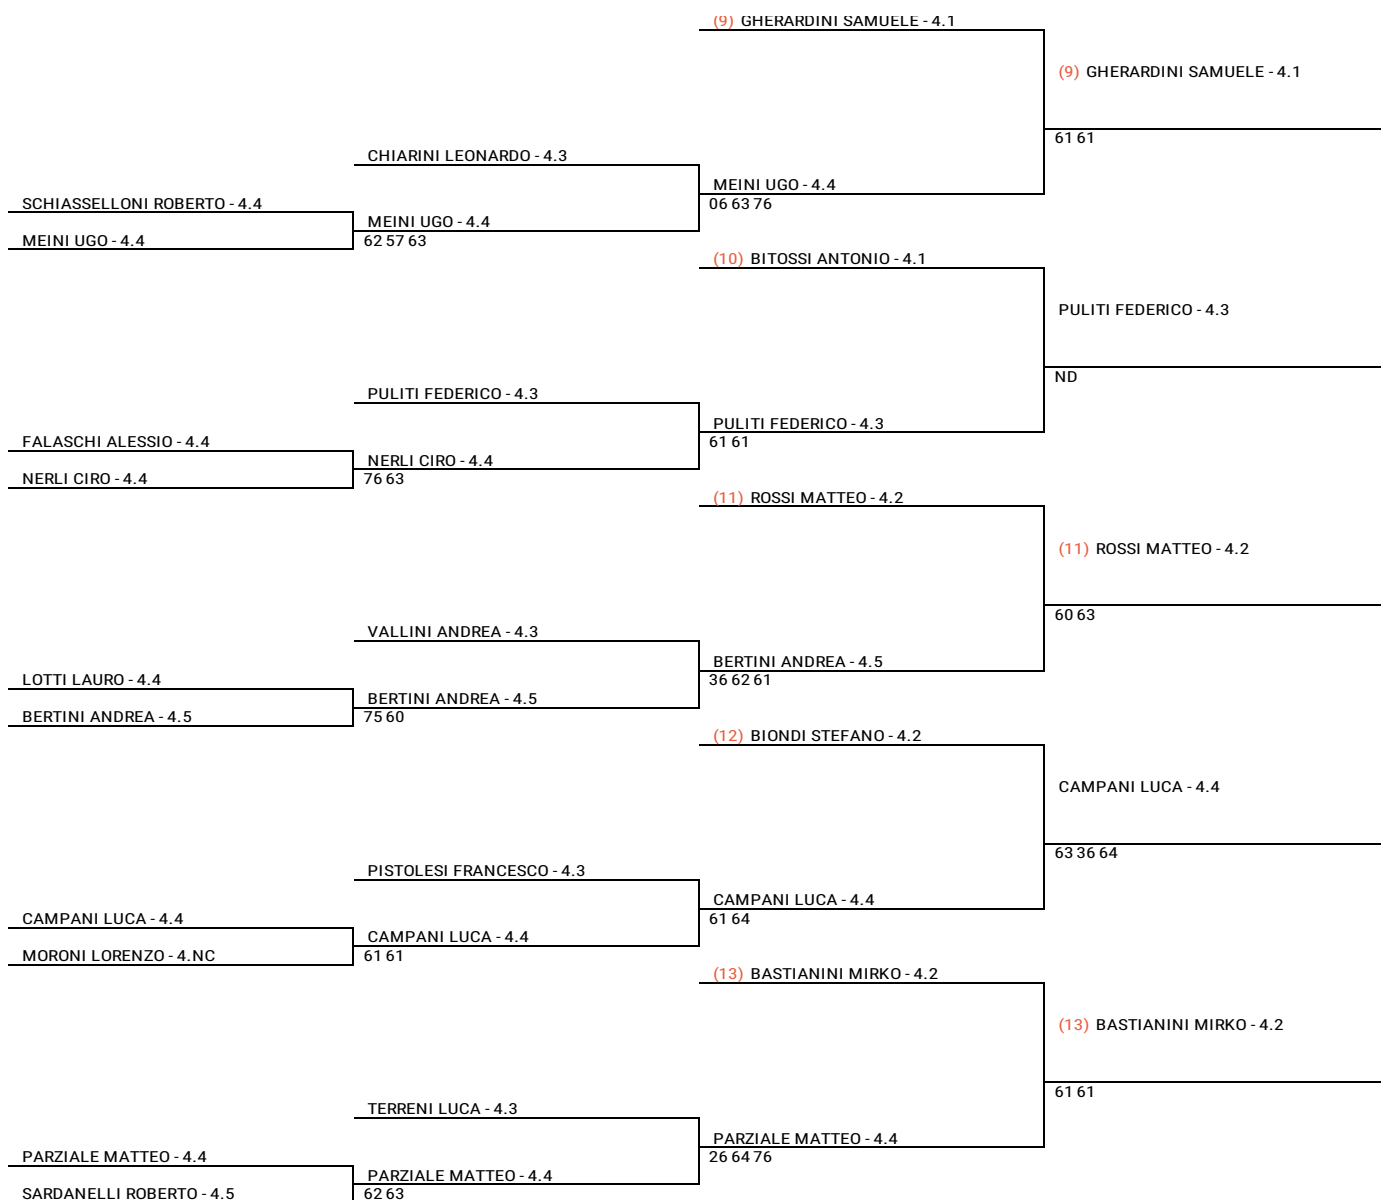 (9) GHERARDINI SAMUELE - 4.1
(9) GHERARDINI SAMUELE - 4.1
61 61
CHIARINI LEONARDO - 4.3
MEINI UGO - 4.4
06 63 76
SCHIASSELLONI ROBERTO - 4.4
MEINI UGO - 4.4
62 57 63
MEINI UGO - 4.4
(10) BITOSSI ANTONIO - 4.1
PULITI FEDERICO - 4.3
ND
PULITI FEDERICO - 4.3
PULITI FEDERICO - 4.3
61 61
FALASCHI ALESSIO - 4.4
NERLI CIRO - 4.4
76 63
NERLI CIRO - 4.4
(11) ROSSI MATTEO - 4.2
(11) ROSSI MATTEO - 4.2
60 63
VALLINI ANDREA - 4.3
BERTINI ANDREA - 4.5
36 62 61
LOTTI LAURO - 4.4
BERTINI ANDREA - 4.5
75 60
BERTINI ANDREA - 4.5
(12) BIONDI STEFANO - 4.2
CAMPANI LUCA - 4.4
63 36 64
PISTOLESI FRANCESCO - 4.3
CAMPANI LUCA - 4.4
61 64
CAMPANI LUCA - 4.4
CAMPANI LUCA - 4.4
61 61
MORONI LORENZO - 4.NC
(13) BASTIANINI MIRKO - 4.2
(13) BASTIANINI MIRKO - 4.2
61 61
TERRENI LUCA - 4.3
PARZIALE MATTEO - 4.4
26 64 76
PARZIALE MATTEO - 4.4
PARZIALE MATTEO - 4.4
62 63
SARDANELLI ROBERTO - 4.5